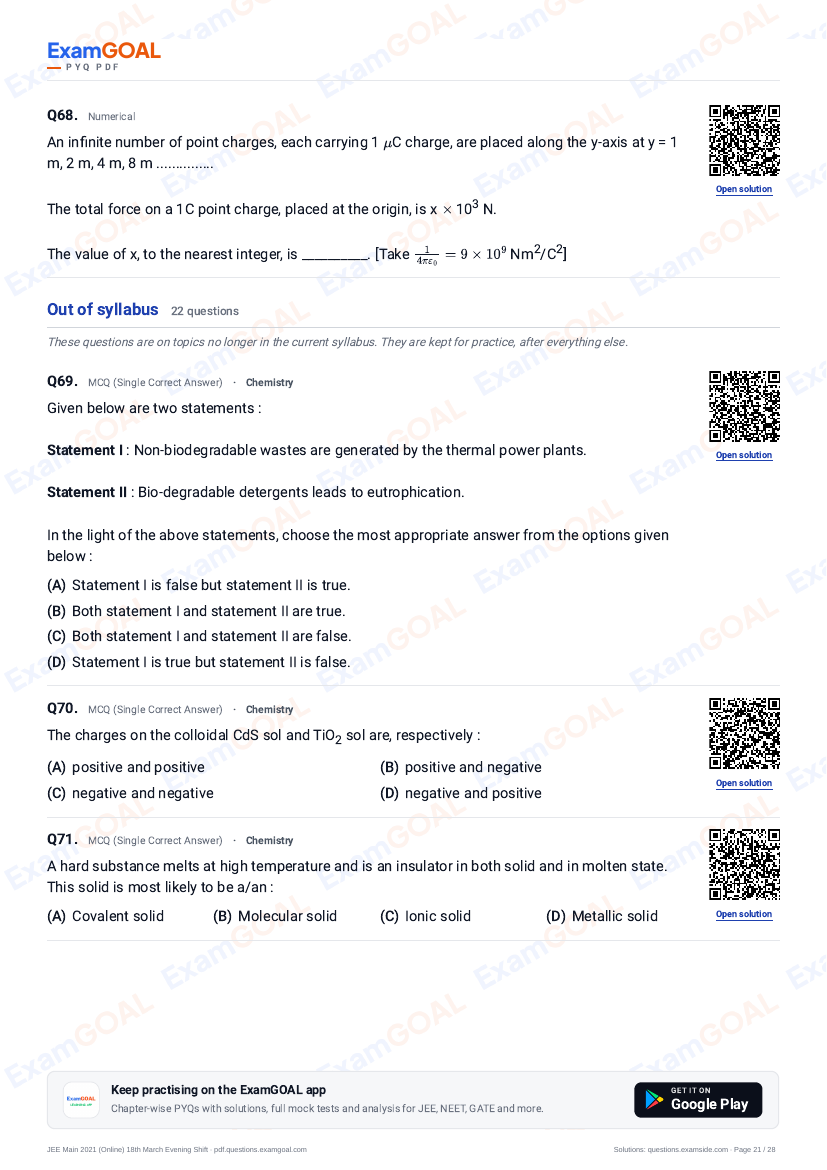 ExamGOAL
PYQ PDF
Q68. Numerical
An infinite number of point charges, each carrying 1 μC charge, are placed along the y-axis at y = 1
m, 2 m, 4 m, 8 m ...............
Open solution
The total force on a 1C point charge, placed at the origin, is x × 10³ N.
The value of x, to the nearest integer, is _________. [Take 1/4πε₀ = 9 × 10⁹ Nm²/C²]
Out of syllabus 22 questions
These questions are on topics no longer in the current syllabus. They are kept for practice, after everything else.
Q69. MCQ (Single Correct Answer) · Chemistry
Given below are two statements :
Statement I : Non-biodegradable wastes are generated by the thermal power plants.
Open solution
Statement II : Bio-degradable detergents leads to eutrophication.
In the light of the above statements, choose the most appropriate answer from the options given
below :
(A) Statement I is false but statement II is true.
(B) Both statement I and statement II are true.
(C) Both statement I and statement II are false.
(D) Statement I is true but statement II is false.
Q70. MCQ (Single Correct Answer) · Chemistry
The charges on the colloidal CdS sol and TiO₂ sol are, respectively :
(A) positive and positive (B) positive and negative
Open solution
(C) negative and negative (D) negative and positive
Q71. MCQ (Single Correct Answer) · Chemistry
A hard substance melts at high temperature and is an insulator in both solid and in molten state.
This solid is most likely to be a/an :
(A) Covalent solid (B) Molecular solid (C) Ionic solid (D) Metallic solid
Open solution
Keep practising on the ExamGOAL app
Chapter-wise PYQs with solutions, full mock tests and analysis for JEE, NEET, GATE and more.
GET IT ON
Google Play
JEE Main 2021 (Online) 18th March Evening Shift · pdf.questions.examgoal.com
Solutions: questions.examside.com · Page 21 / 28